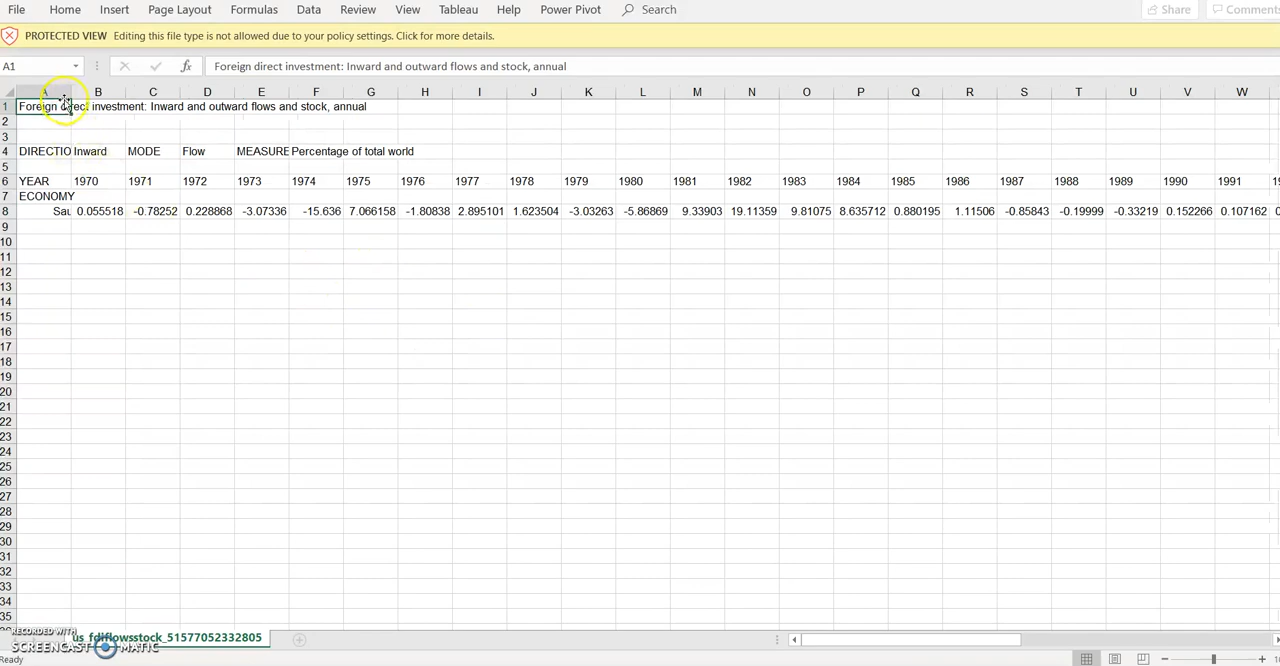 File Home Insert Page Layout Formulas Data Review View Tableau Help Power Pivot Search Share Comments
PROTECTED VIEW Editing this file type is not allowed due to your policy settings. Click for more details.
A1 fx Foreign direct investment: Inward and outward flows and stock, annual
A B C D E F G H I J K L M N O P Q R S T U V W
1 Foreign direct investment: Inward and outward flows and stock, annual
2
3
4 DIRECTIO Inward MODE Flow MEASURE Percentage of total world
5
6 YEAR 1970 1971 1972 1973 1974 1975 1976 1977 1978 1979 1980 1981 1982 1983 1984 1985 1986 1987 1988 1989 1990 1991
7 ECONOMY
8 Sau 0.055518 -0.78252 0.228868 -3.07336 -15.636 7.066158 -1.80838 2.895101 1.623504 -3.03263 -5.86869 9.33903 19.11359 9.81075 8.635712 0.880195 1.11506 -0.85843 -0.19999 -0.33219 0.152266 0.107162
9
10
11
12
13
14
15
16
17
18
19
20
21
22
23
24
25
26
27
28
29
30
31
32
33
34
35
us_fdiflowsstock_51577052332805
RECORDED WITH
SCREENCAST MATIC
Ready